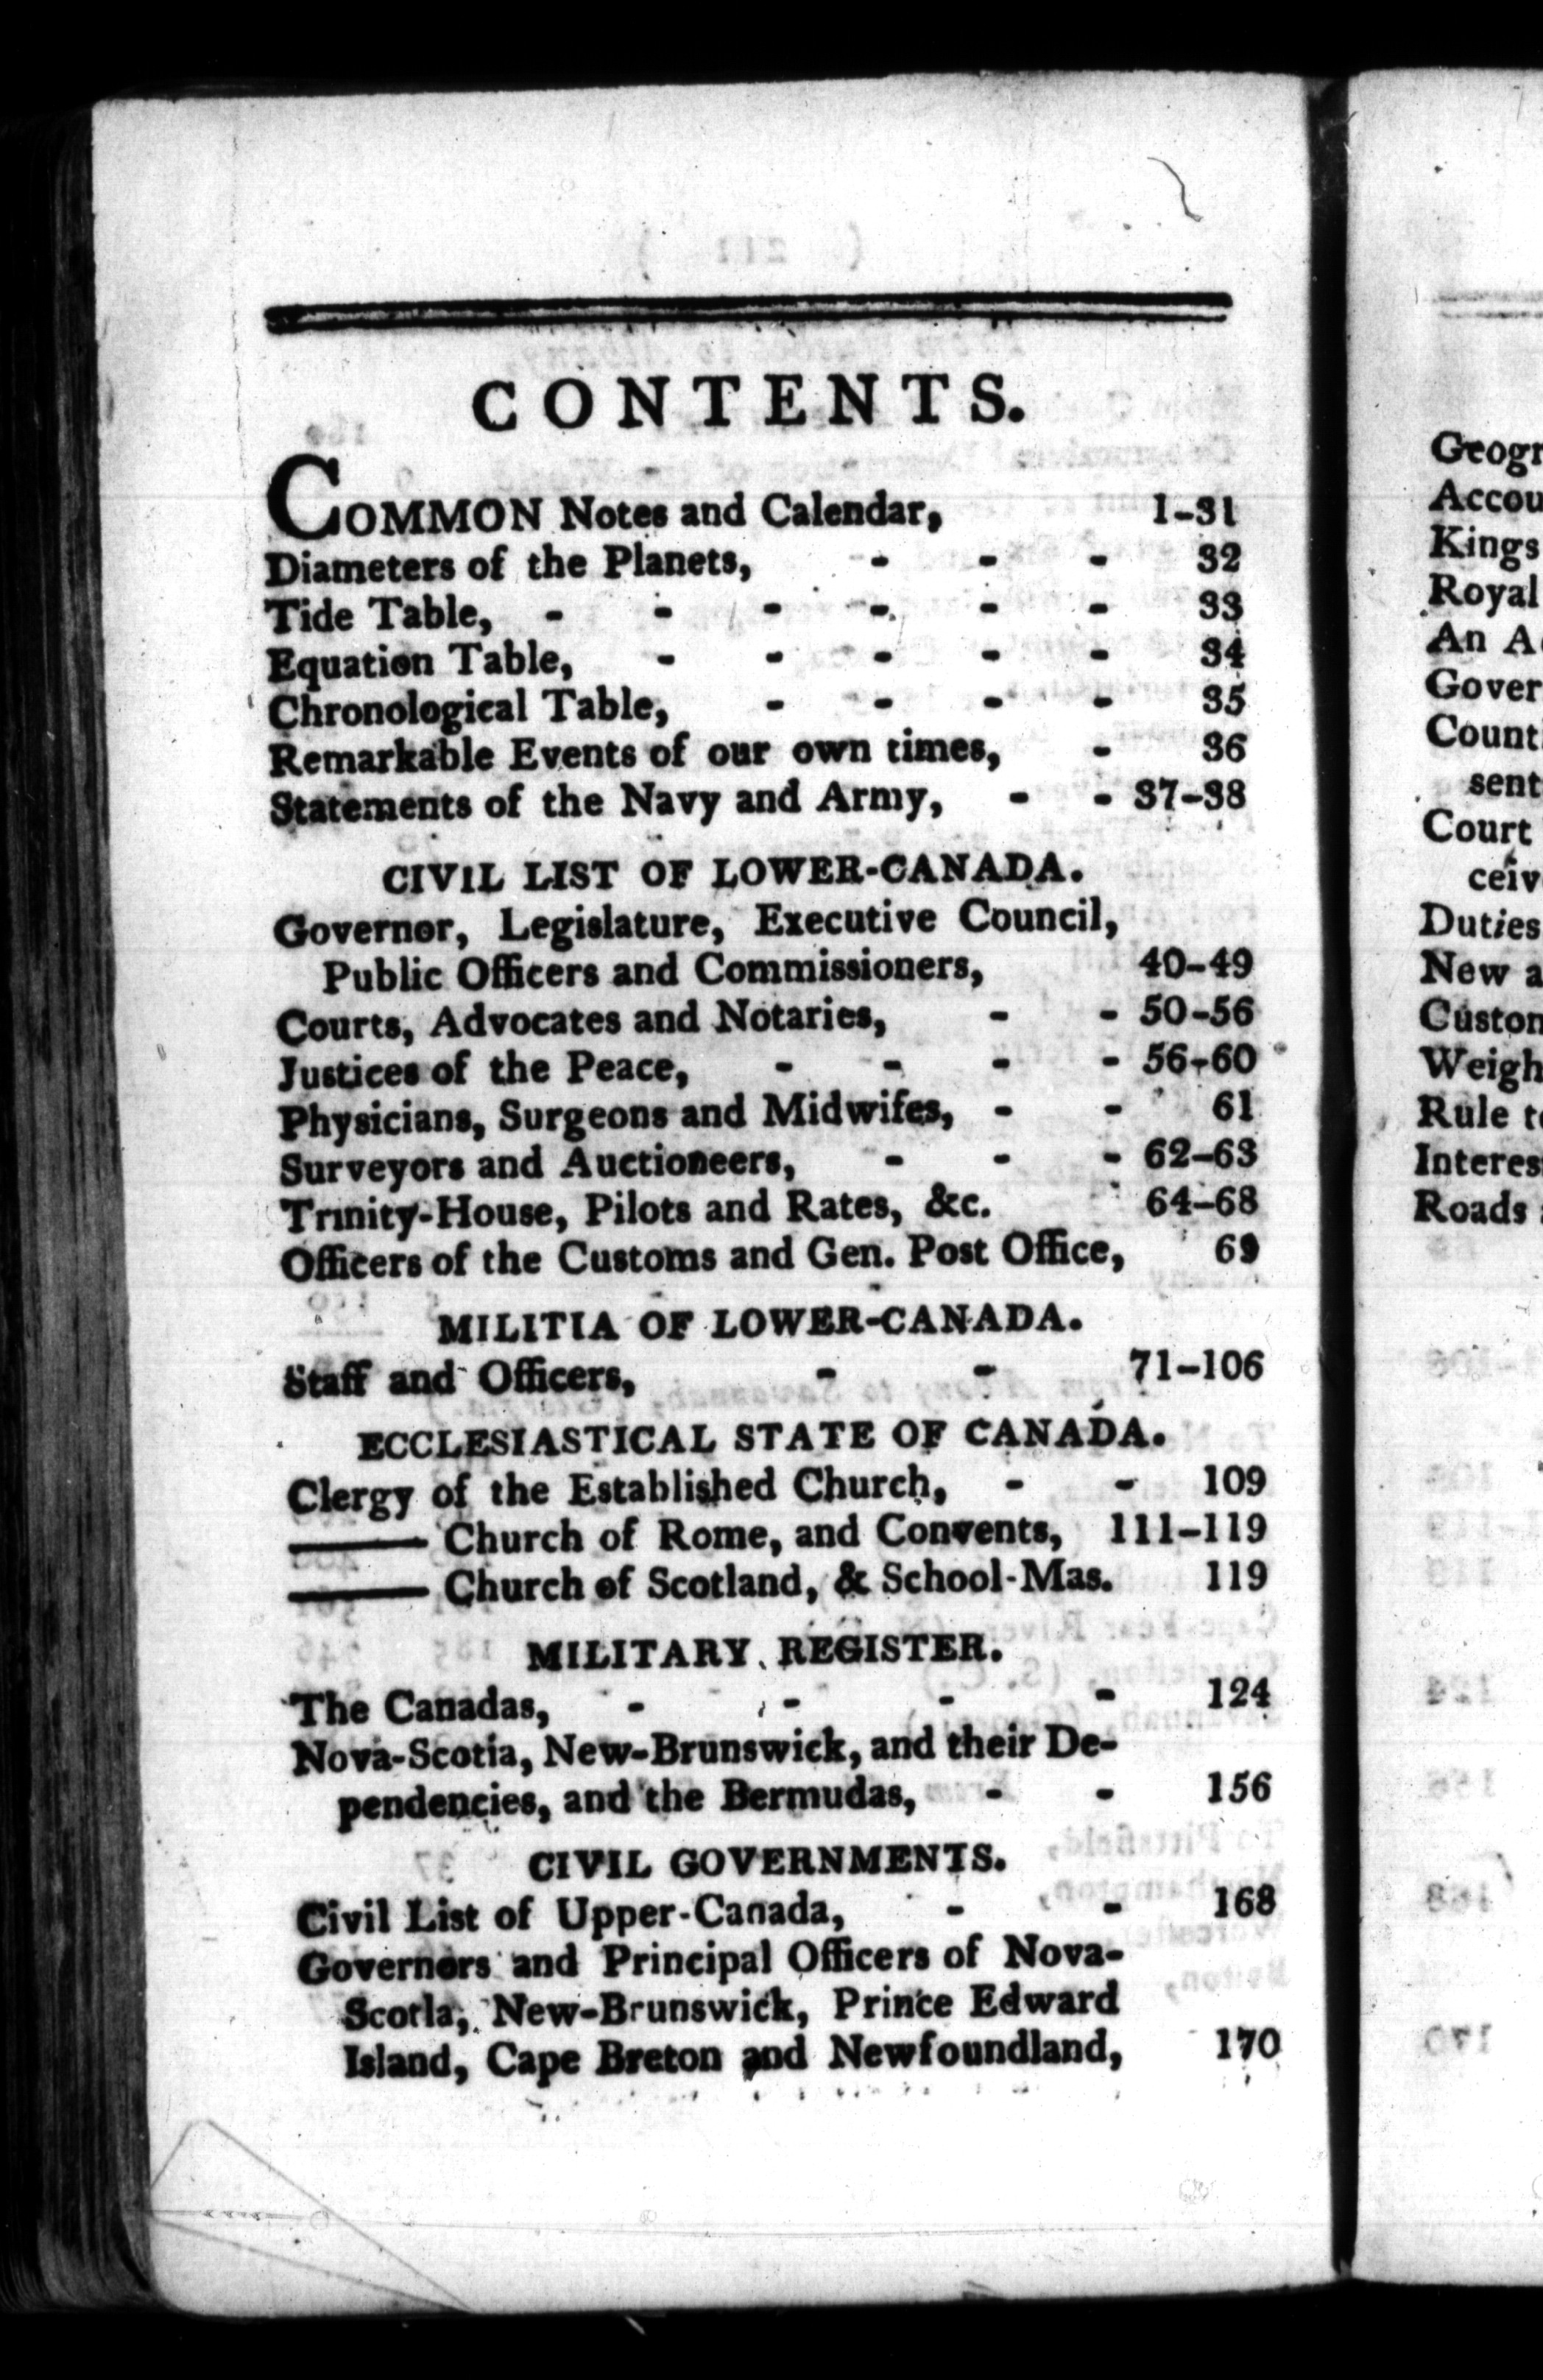 CONTENTS.
COMMON Notes and Calendar, 1-31
Diameters of the Planets, - - - 32
Tide Table, - - - - - - 33
Equation Table, - - - - - 34
Chronological Table, - - - - 35
Remarkable Events of our own times, - 36
Statements of the Navy and Army, - - 37-38
CIVIL LIST OF LOWER-CANADA.
Governor, Legislature, Executive Council,
Public Officers and Commissioners, 40-49
Courts, Advocates and Notaries, - - 50-56
Justices of the Peace, - - - - 56-60
Physicians, Surgeons and Midwifes, - - 61
Surveyors and Auctioneers, - - - 62-63
Trinity-House, Pilots and Rates, &c. 64-68
Officers of the Customs and Gen. Post Office, 69
MILITIA OF LOWER-CANADA.
Staff and Officers, - - 71-106
ECCLESIASTICAL STATE OF CANADA.
Clergy of the Established Church, - - 109
——— Church of Rome, and Convents, 111-119
——— Church of Scotland, & School-Mas. 119
MILITARY REGISTER.
The Canadas, - - - - 124
Nova-Scotia, New-Brunswick, and their De-
pendencies, and the Bermudas, - - 156
CIVIL GOVERNMENTS.
Civil List of Upper-Canada, - - 168
Governors and Principal Officers of Nova-
Scotia, New-Brunswick, Prince Edward
Island, Cape Breton and Newfoundland, 170
Geogr
Accou
Kings
Royal
An A
Gover
Count
sent
Court
ceiv
Duties
New a
Custom
Weigh
Rule t
Interes
Roads